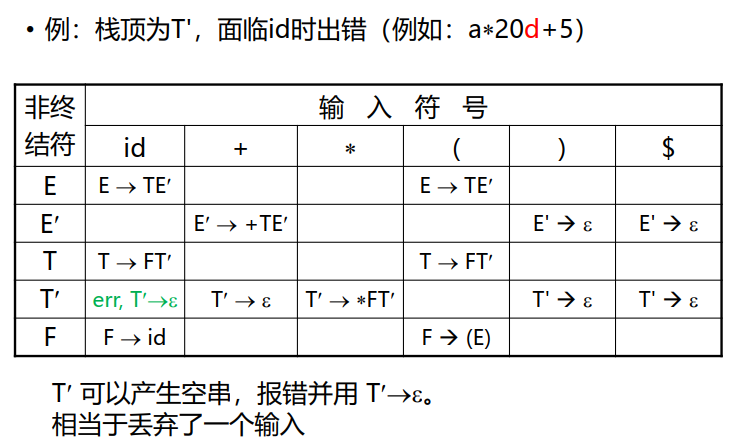 • 例：栈顶为T'，面临id时出错（例如：a*20d+5）
非终结符 输 入 符 号
id + * ( ) $
E E → TE′ E → TE′
E′ E′ → +TE′ E' → ε E' → ε
T T → FT′ T → FT′
T′ err, T′→ε T′ → ε T′ → *FT′ T' → ε T' → ε
F F → id F → (E)
T′ 可以产生空串，报错并用 T′→ε。
相当于丢弃了一个输入